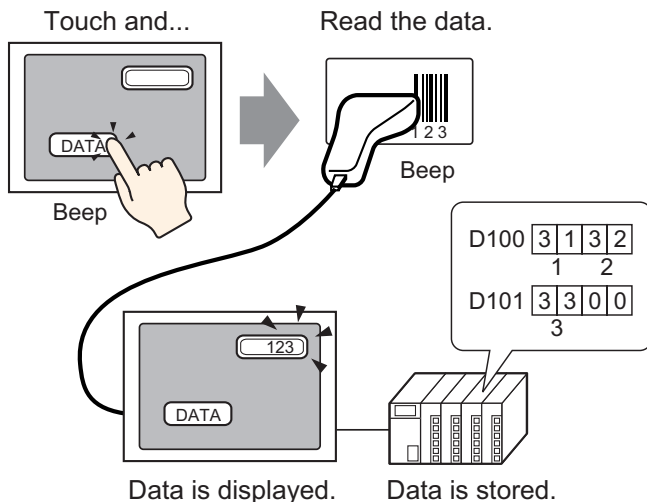 Touch and...
Read the data.
DATA
Beep
1 2 3
Beep
D100 3 1 3 2
1 2
D101 3 3 0 0
3
123
DATA
Data is displayed.
Data is stored.